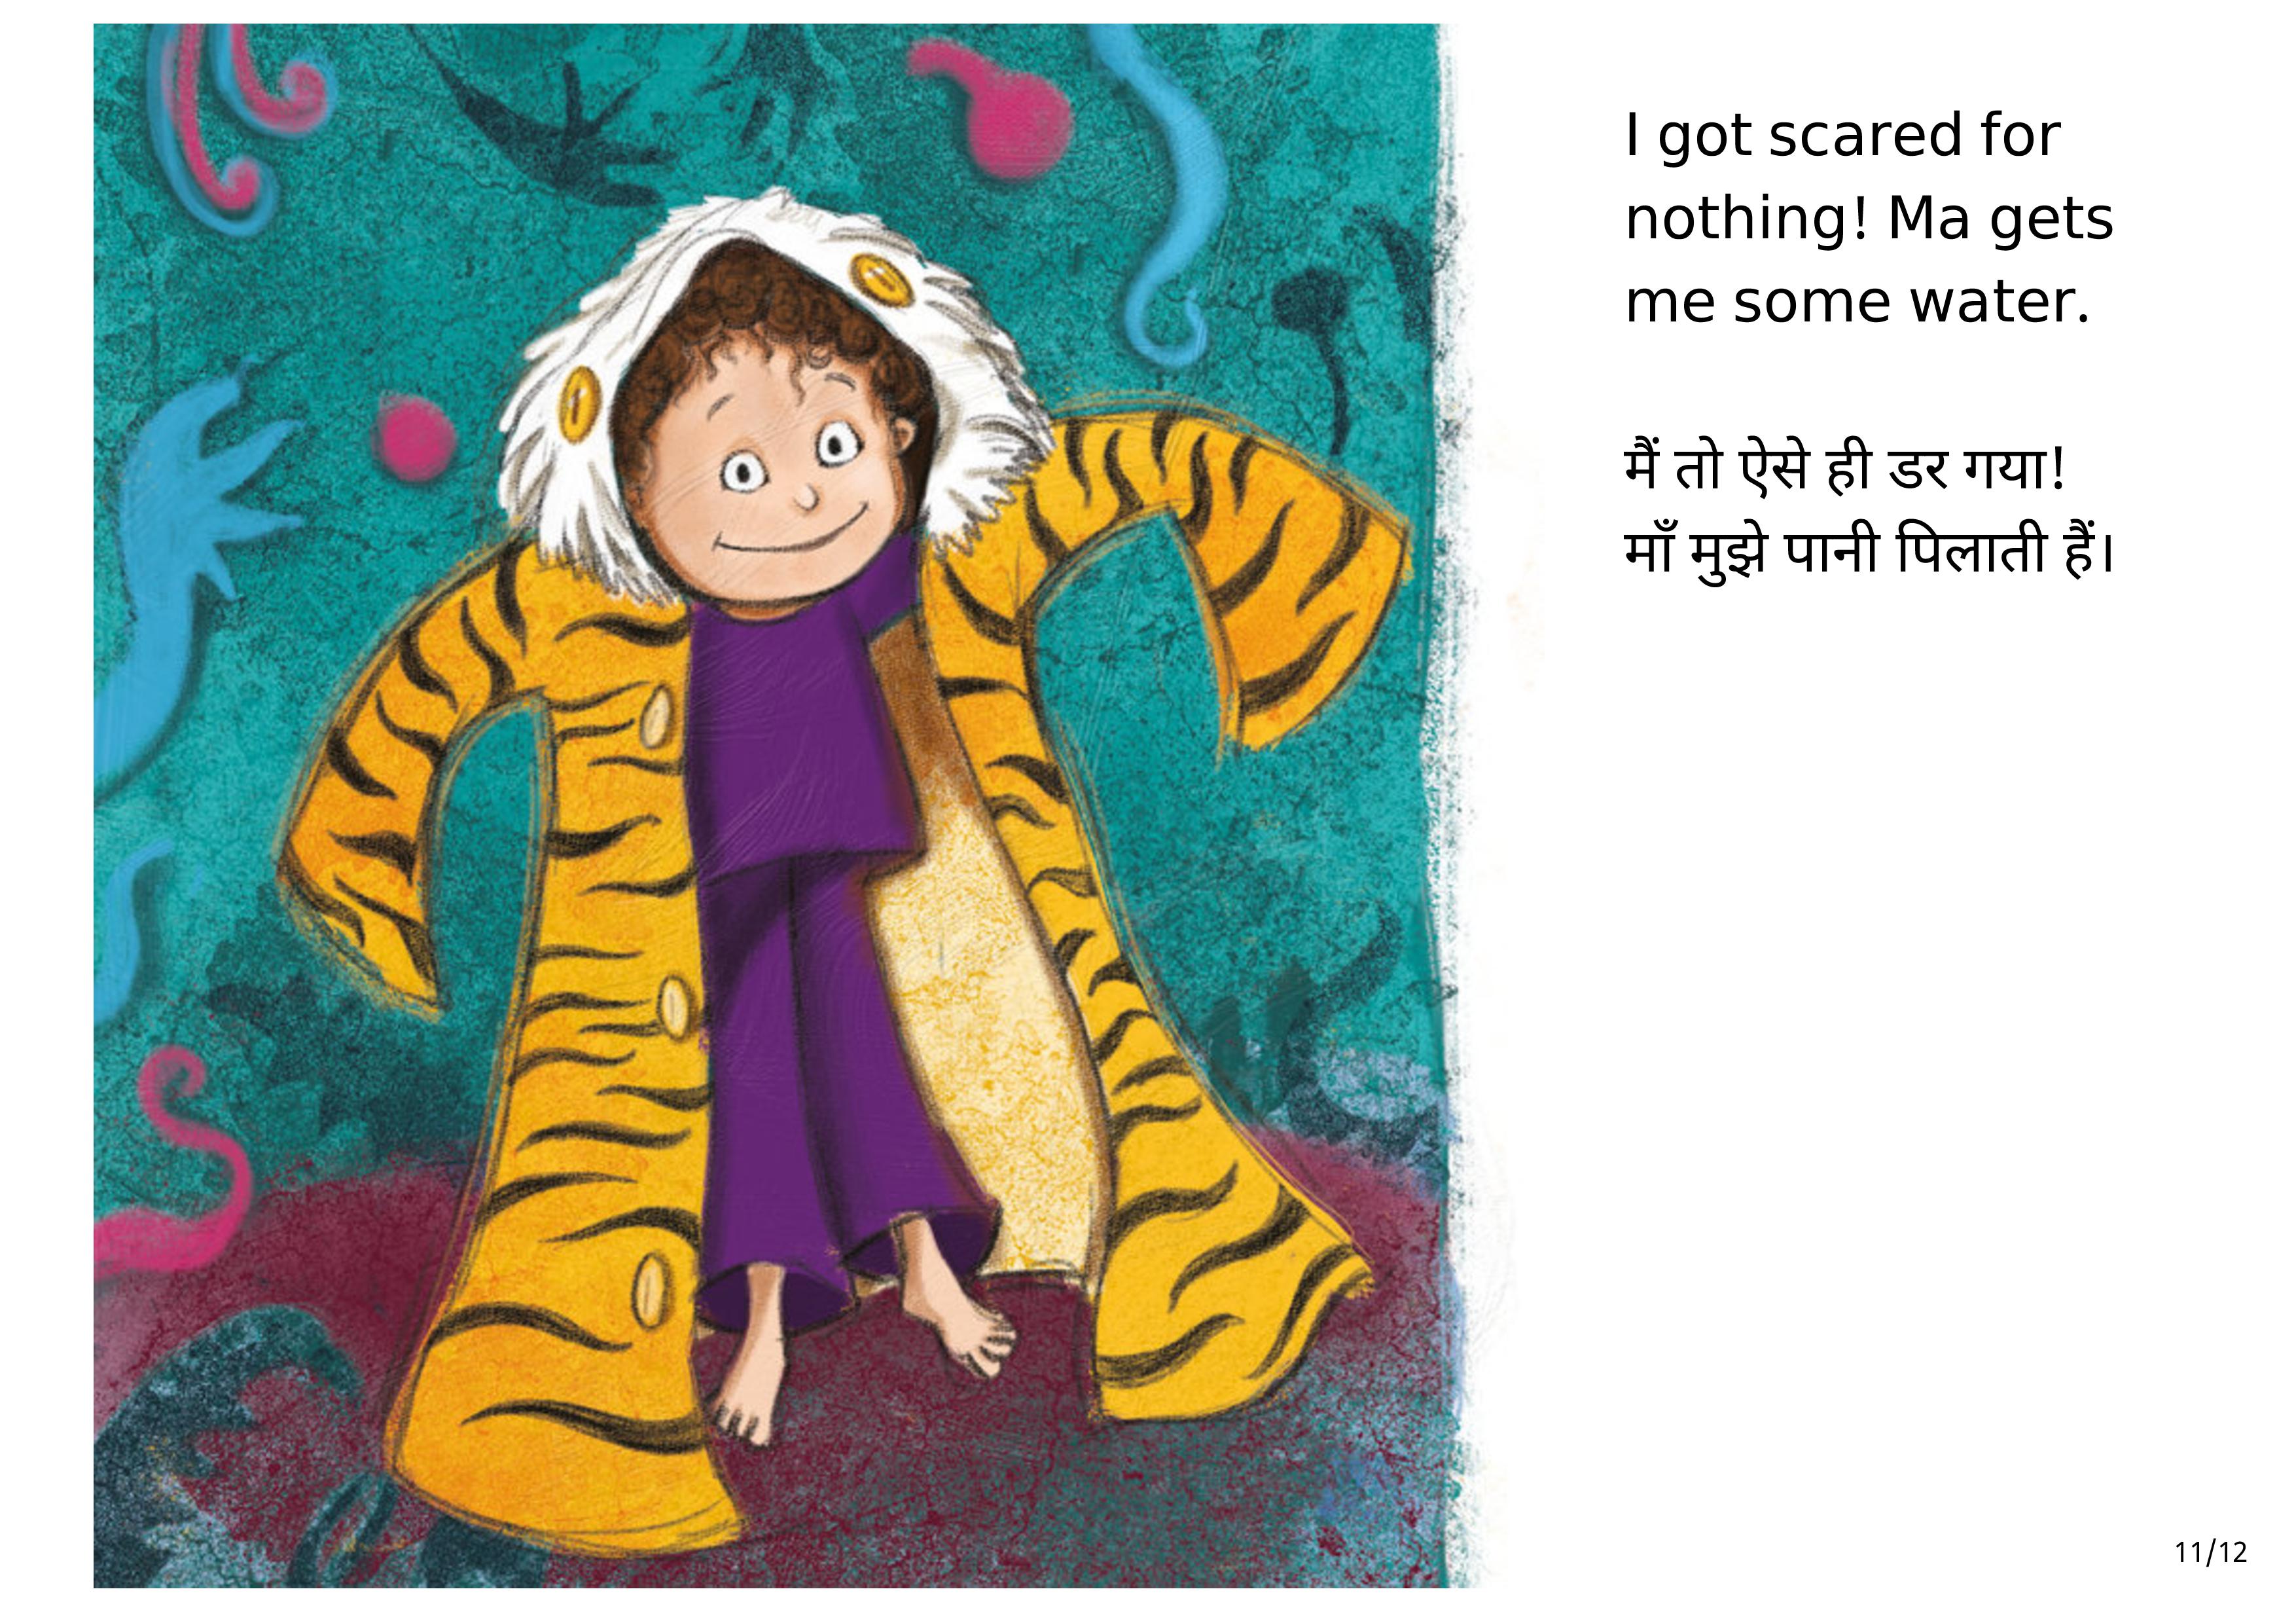 I got scared for
nothing! Ma gets
me some water.
मैं तो ऐसे ही डर गया!
माँ मुझे पानी पिलाती हैं।
11/12